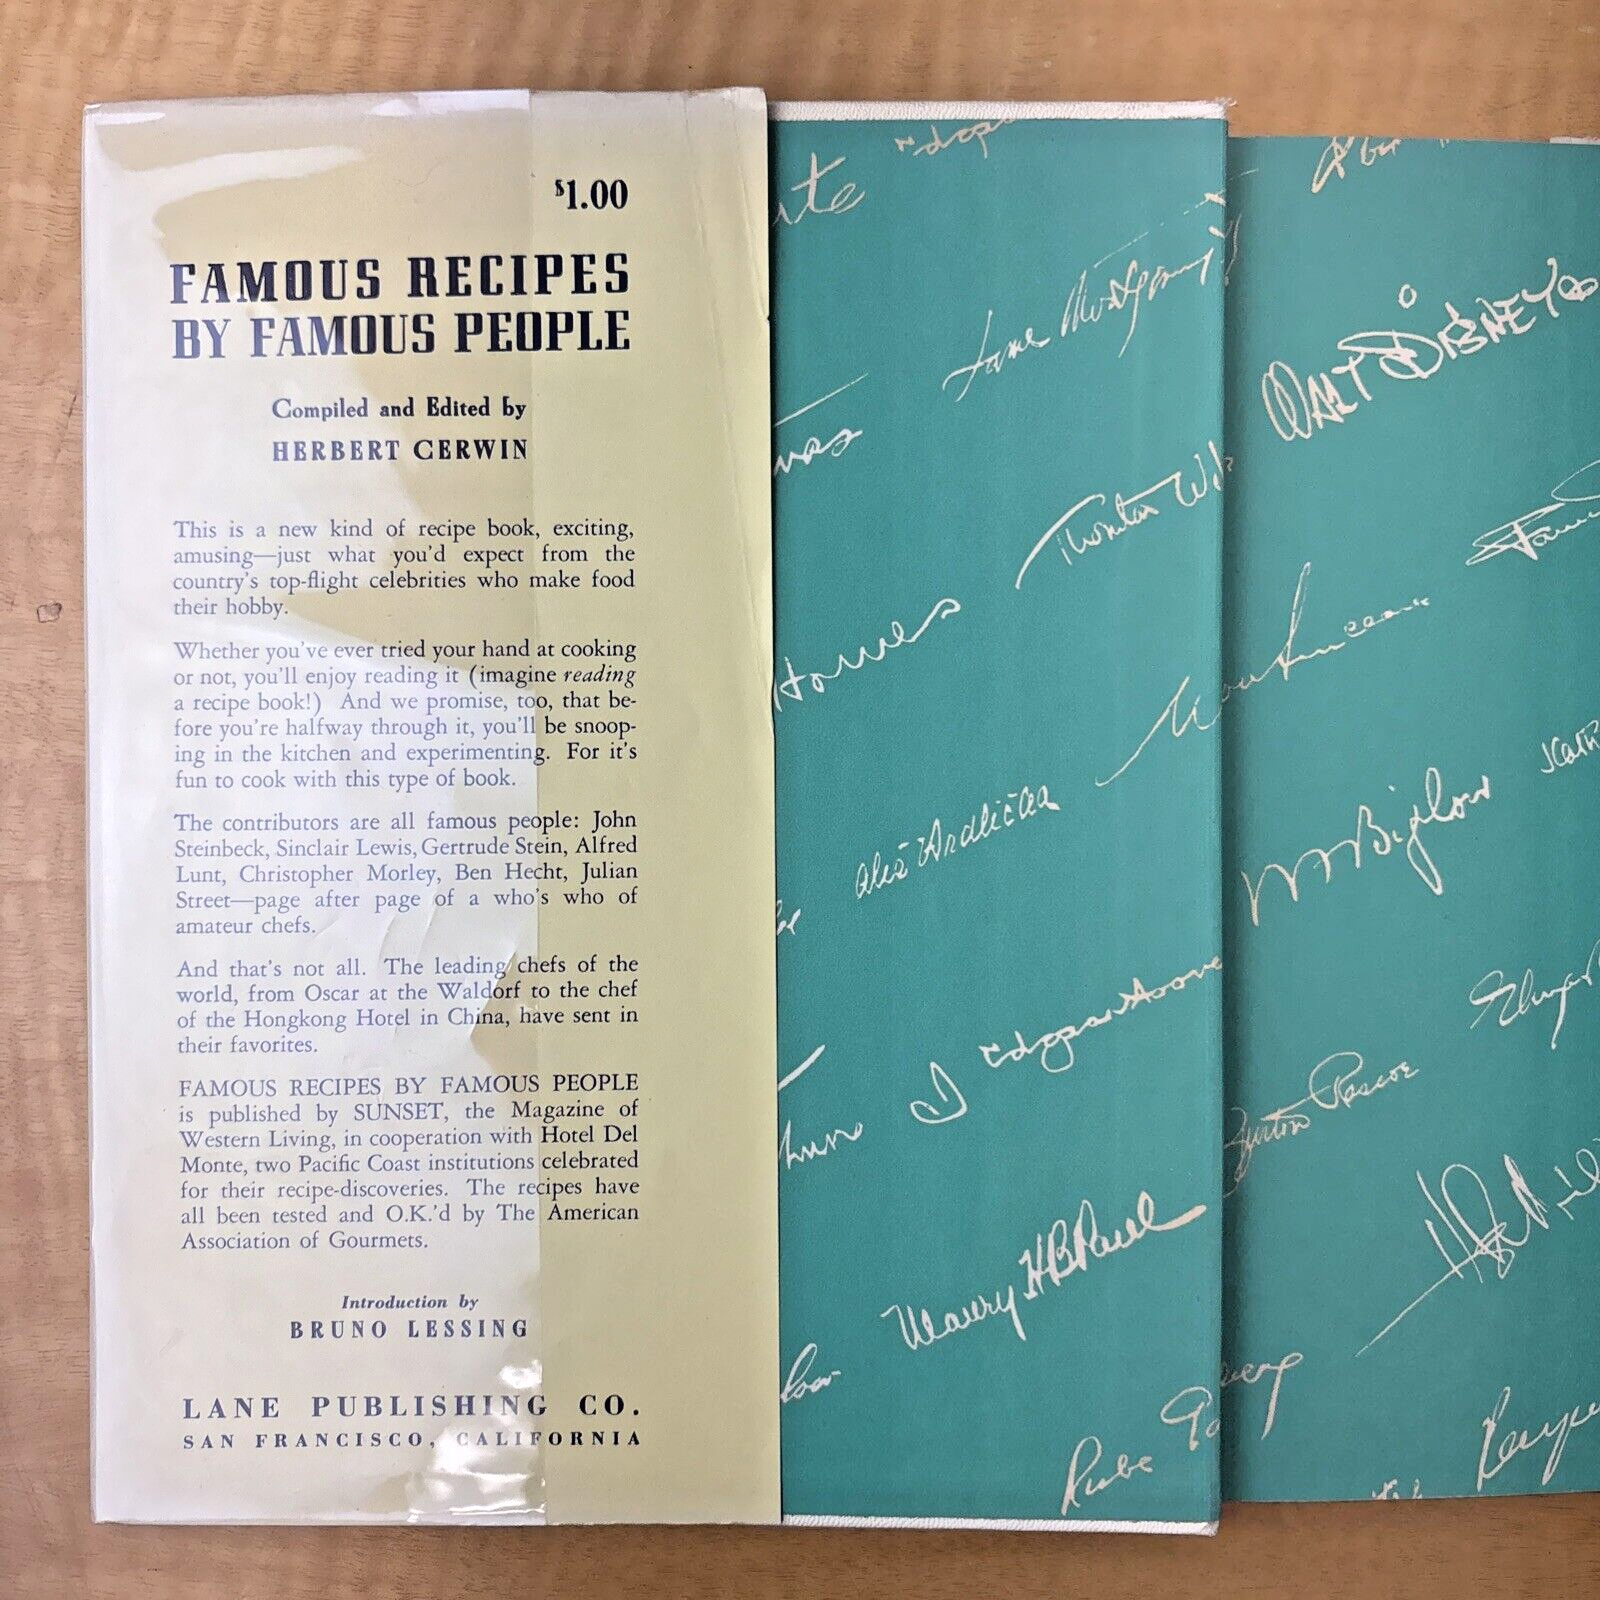 $1.00
FAMOUS RECIPES
BY FAMOUS PEOPLE
Compiled and Edited by
HERBERT CERWIN
This is a new kind of recipe book, exciting,
amusing—just what you'd expect from the
country's top-flight celebrities who make food
their hobby.
Whether you've ever tried your hand at cooking
or not, you'll enjoy reading it (imagine reading
a recipe book!) And we promise, too, that be-
fore you're halfway through it, you'll be snoop-
ing in the kitchen and experimenting. For it's
fun to cook with this type of book.
The contributors are all famous people: John
Steinbeck, Sinclair Lewis, Gertrude Stein, Alfred
Lunt, Christopher Morley, Ben Hecht, Julian
Street—page after page of a who's who of
amateur chefs.
And that's not all. The leading chefs of the
world, from Oscar at the Waldorf to the chef
of the Hongkong Hotel in China, have sent in
their favorites.
FAMOUS RECIPES BY FAMOUS PEOPLE
is published by SUNSET, the Magazine of
Western Living, in cooperation with Hotel Del
Monte, two Pacific Coast institutions celebrated
for their recipe-discoveries. The recipes have
all been tested and O.K.'d by The American
Association of Gourmets.
Introduction by
BRUNO LESSING
LANE PUBLISHING CO.
SAN FRANCISCO, CALIFORNIA
Jane Montgomery
Thornton
J Edgar Hoove
Maury H B Paul
Rube
WALT DISNEY
Biglow
Burton Rascoe